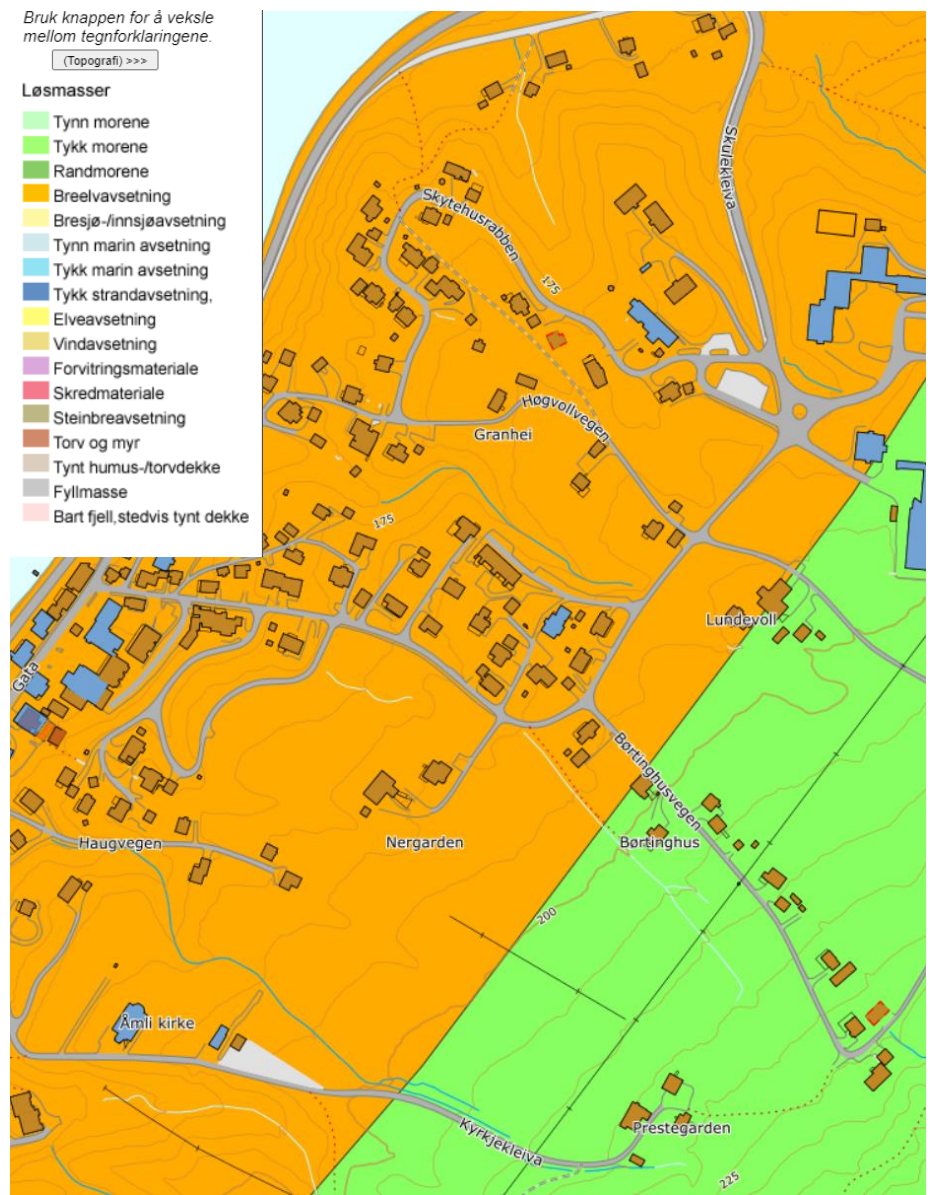 Bruk knappen for å veksle
mellom tegnforklaringene.
(Topografi) >>>
Løsmasser
Tynn morene
Tykk morene
Randmorene
Breelvavsetning
Bresjø-/innsjøavsetning
Tynn marin avsetning
Tykk marin avsetning
Tykk strandavsetning,
Elveavsetning
Vindavsetning
Forvitringsmateriale
Skredmateriale
Steinbreavsetning
Torv og myr
Tynt humus-/torvdekke
Fyllmasse
Bart fjell,stedvis tynt dekke
Skulekleiva
Skytehusrabben
175
Høgvollvegen
Granhei
175
Lundevoll
Gata
Børtinghusvegen
Haugvegen
Nergarden
Børtinghus
200
Åmli kirke
Kyrkjekleiva
Prestegarden
225